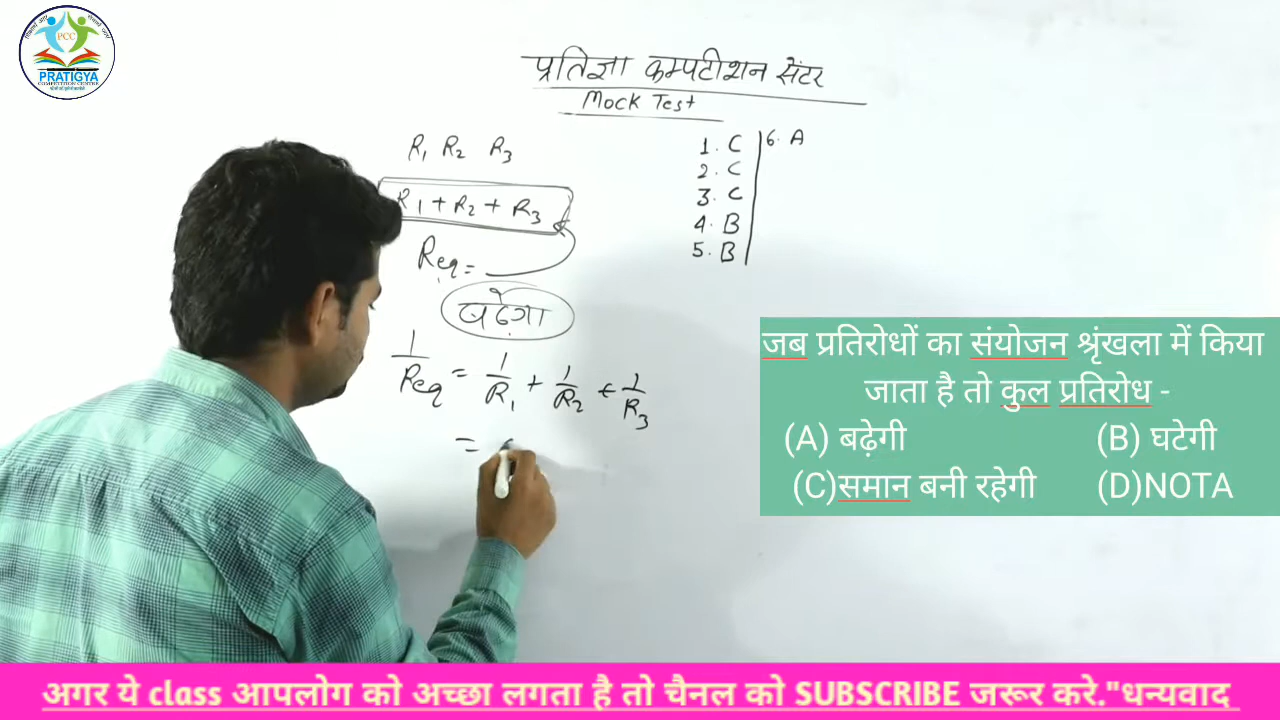 PCC
PRATIGYA
COMPETITION CENTRE
प्रतिज्ञा कम्पटीशन सेंटर
Mock Test
R1 R2 R3
R1 + R2 + R3
Req =
बढ़ेगा
1/Req = 1/R1 + 1/R2 + 1/R3
=
1. C
2. C
3. C
4. B
5. B
6. A
जब प्रतिरोधों का संयोजन श्रृंखला में किया
जाता है तो कुल प्रतिरोध -
(A) बढ़ेगी (B) घटेगी
(C)समान बनी रहेगी (D)NOTA
अगर ये class आपलोग को अच्छा लगता है तो चैनल को SUBSCRIBE जरूर करे."धन्यवाद